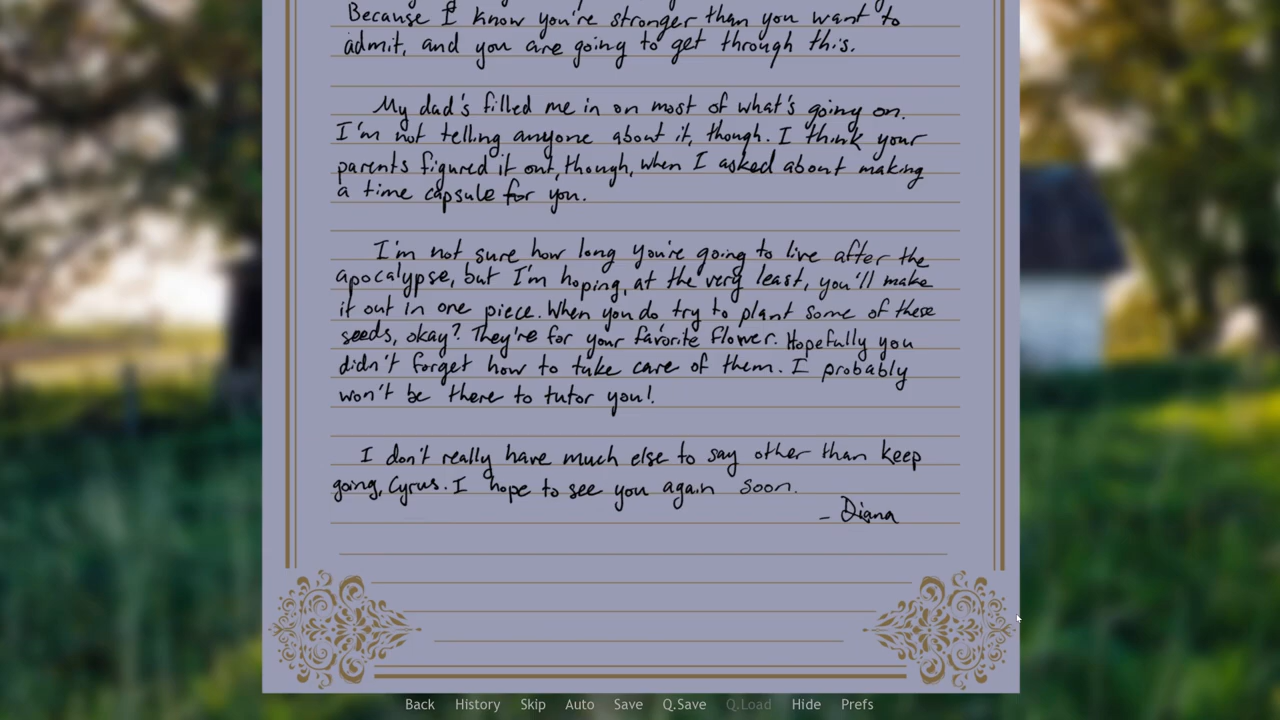 Because I know you're stronger than you want to
admit, and you are going to get through this.
My dad's filled me in on most of what's going on.
I'm not telling anyone about it, though. I think your
parents figured it out, though, when I asked about making
a time capsule for you.
I'm not sure how long you're going to live after the
apocalypse, but I'm hoping, at the very least, you'll make
it out in one piece. When you do try to plant some of these
seeds, okay? They're for your favorite flower. Hopefully you
didn't forget how to take care of them. I probably
won't be there to tutor you!
I don't really have much else to say other than keep
going, Cyrus. I hope to see you again soon.
- Diana
Back History Skip Auto Save Q.Save Q.Load Hide Prefs